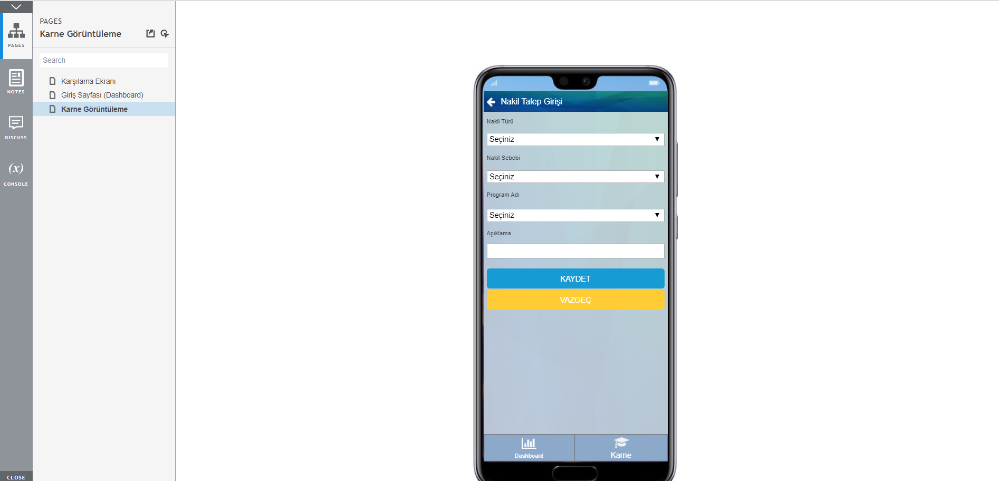 PAGES
NOTES
DISCUSS
(x)
CONSOLE
CLOSE
PAGES
Karne Görüntüleme
Search
Karşılama Ekranı
Giriş Sayfası (Dashboard)
Karne Görüntüleme
Nakil Talep Girişi
Nakil Türü
Seçiniz
Nakil Sebebi
Seçiniz
Program Adı
Seçiniz
Açıklama
KAYDET
VAZGEÇ
Dashboard
Karne